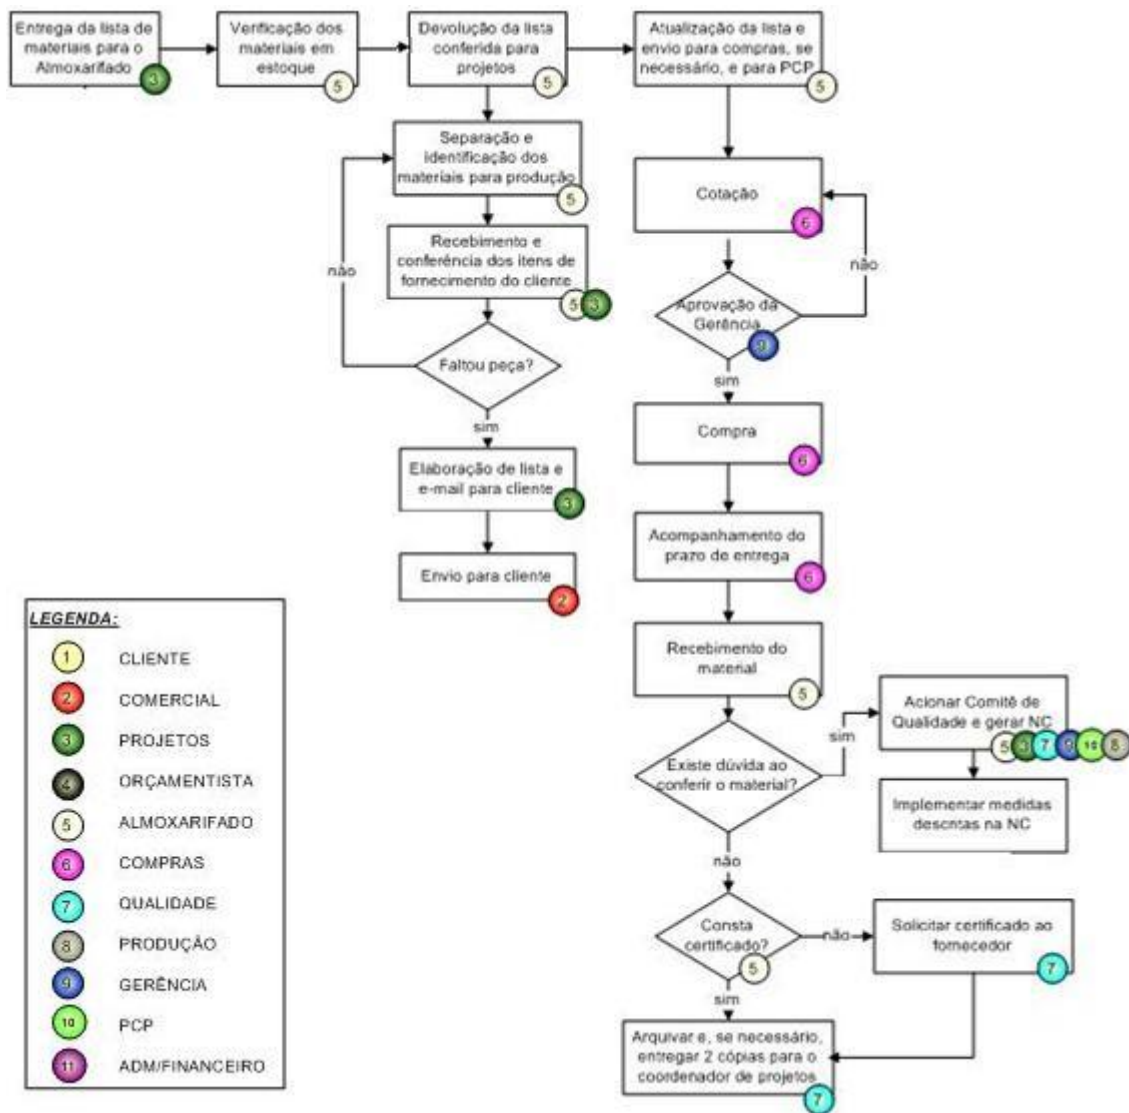 Entrega da lista de
materiais para o
Almoxarifado
3
Verificação dos
materiais em
estoque
5
Devolução da lista
conferida para
projetos
5
Atualização da lista e
envio para compras, se
necessário, e para PCP
5
Separação e
identificação dos
materiais para produção
5
Recebimento e
conferência dos itens de
fornecimento do cliente
5 3
não
Faltou peça?
sim
Elaboração de lista e
e-mail para cliente
3
Envio para cliente
2
Cotação
6
não
Aprovação da
Gerência
9
sim
Compra
6
Acompanhamento do
prazo de entrega
6
Recebimento do
material
5
Existe dúvida ao
conferir o material?
sim
Acionar Comitê de
Qualidade e gerar NC
5 3 7 9 10 8
Implementar medidas
descritas na NC
não
Consta
certificado?
5
não
Solicitar certificado ao
fornecedor
7
sim
Arquivar e, se necessário,
entregar 2 cópias para o
coordenador de projetos
7
LEGENDA:
1 CLIENTE
2 COMERCIAL
3 PROJETOS
4 ORÇAMENTISTA
5 ALMOXARIFADO
6 COMPRAS
7 QUALIDADE
8 PRODUÇÃO
9 GERÊNCIA
10 PCP
11 ADM/FINANCEIRO